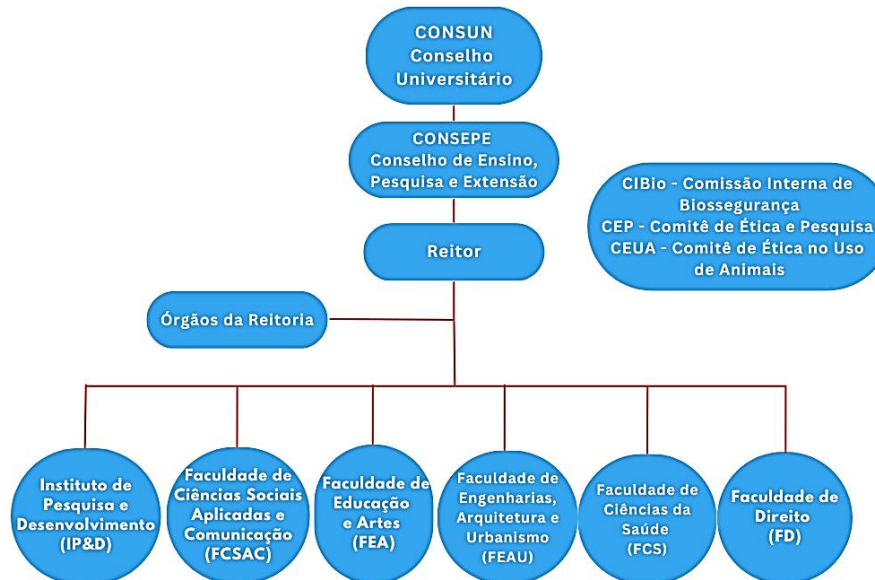 CONSUN
Conselho
Universitário
CONSEPE
Conselho de Ensino,
Pesquisa e Extensão
CIBio - Comissão Interna de
Biossegurança
CEP - Comitê de Ética e Pesquisa
CEUA - Comitê de Ética no Uso
de Animais
Reitor
Órgãos da Reitoria
Instituto de
Pesquisa e
Desenvolvimento
(IP&D)
Faculdade de
Ciências Sociais
Aplicadas e
Comunicação
(FCSAC)
Faculdade de
Educação
e Artes
(FEA)
Faculdade de
Engenharias,
Arquitetura e
Urbanismo
(FEAU)
Faculdade de
Ciências da
Saúde
(FCS)
Faculdade de
Direito
(FD)